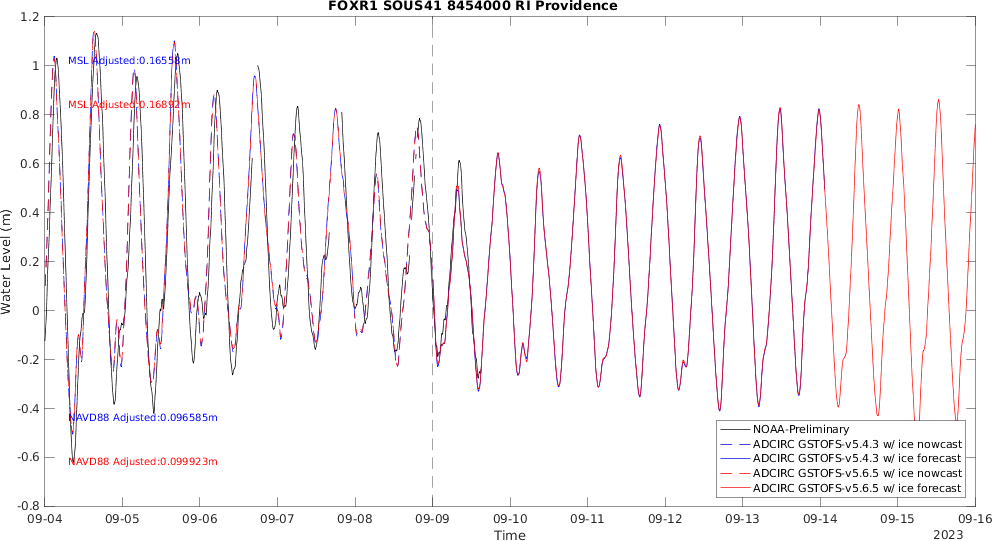 FOXR1 SOUS41 8454000 RI Providence
1.2
1
0.8
0.6
0.4
0.2
0
-0.2
-0.4
-0.6
-0.8
Water Level (m)
MSL Adjusted:0.16558m
MSL Adjusted:0.16892m
NAVD88 Adjusted:0.096585m
NAVD88 Adjusted:0.099923m
NOAA-Preliminary
ADCIRC GSTOFS-v5.4.3 w/ ice nowcast
ADCIRC GSTOFS-v5.4.3 w/ ice forecast
ADCIRC GSTOFS-v5.6.5 w/ ice nowcast
ADCIRC GSTOFS-v5.6.5 w/ ice forecast
09-04 09-05 09-06 09-07 09-08 09-09 09-10 09-11 09-12 09-13 09-14 09-15 09-16
Time
2023